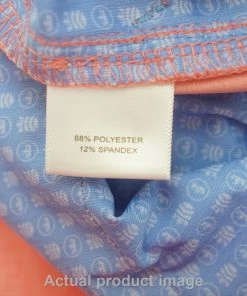 88% POLYESTER
12% SPANDEX
Actual product image